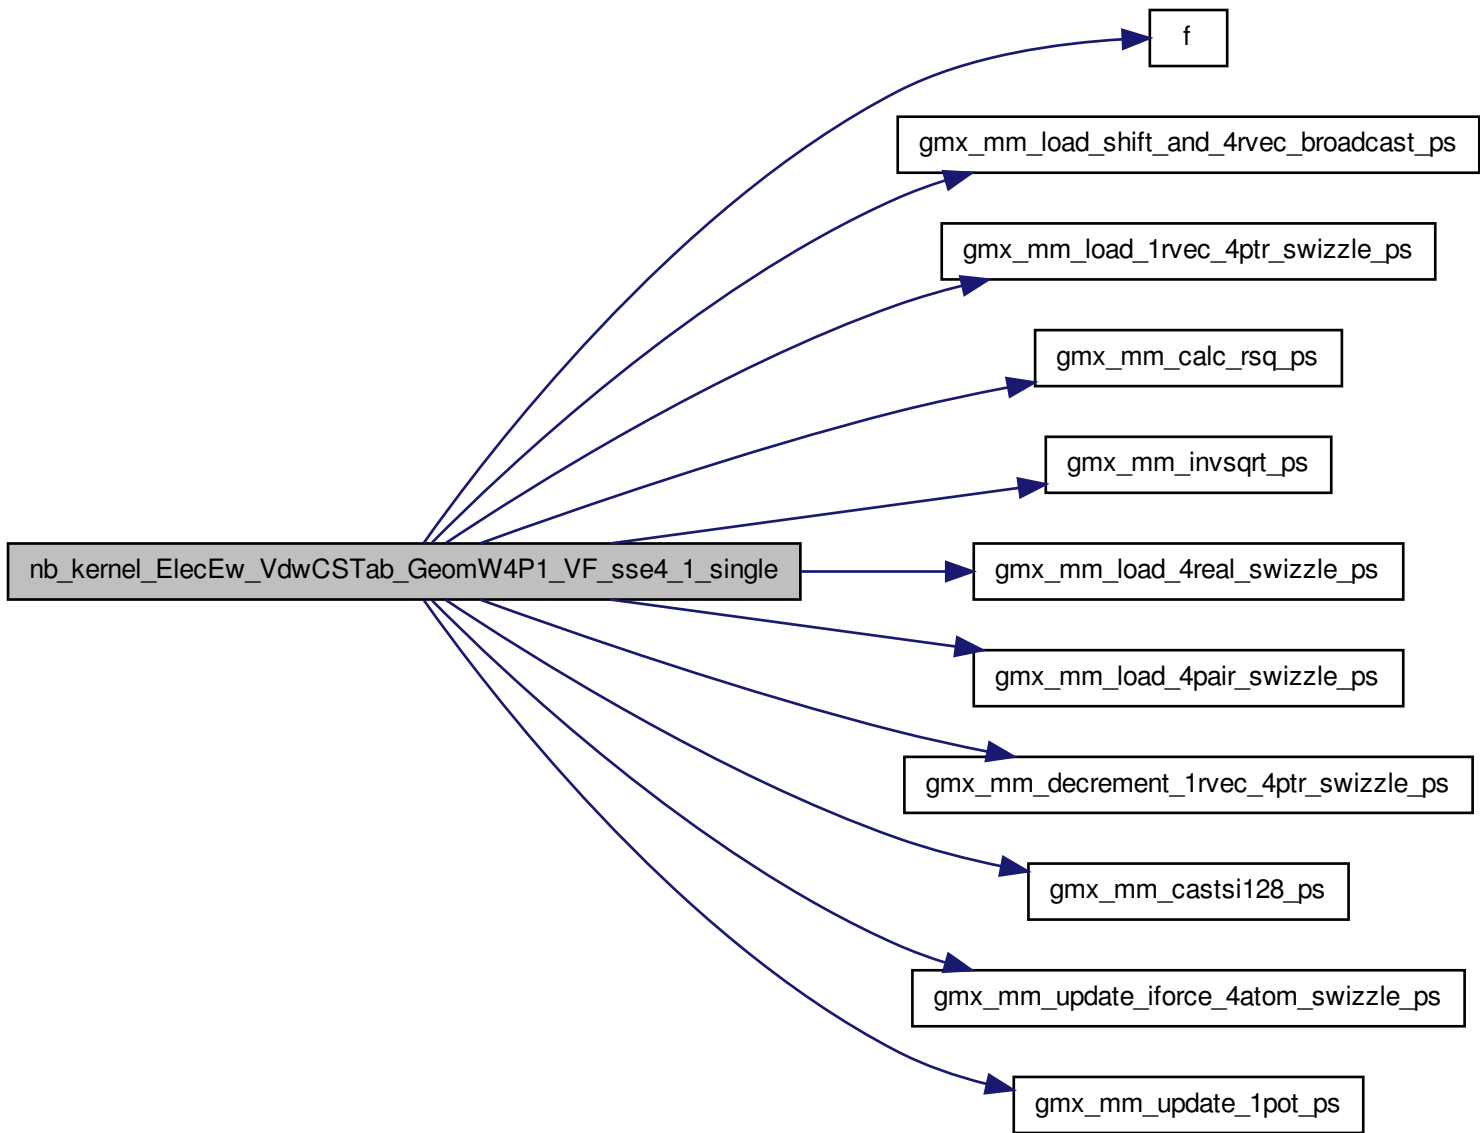 f
gmx_mm_load_shift_and_4rvec_broadcast_ps
gmx_mm_load_1rvec_4ptr_swizzle_ps
gmx_mm_calc_rsq_ps
gmx_mm_invsqrt_ps
nb_kernel_ElecEw_VdwCSTab_GeomW4P1_VF_sse4_1_single
gmx_mm_load_4real_swizzle_ps
gmx_mm_load_4pair_swizzle_ps
gmx_mm_decrement_1rvec_4ptr_swizzle_ps
gmx_mm_castsi128_ps
gmx_mm_update_iforce_4atom_swizzle_ps
gmx_mm_update_1pot_ps